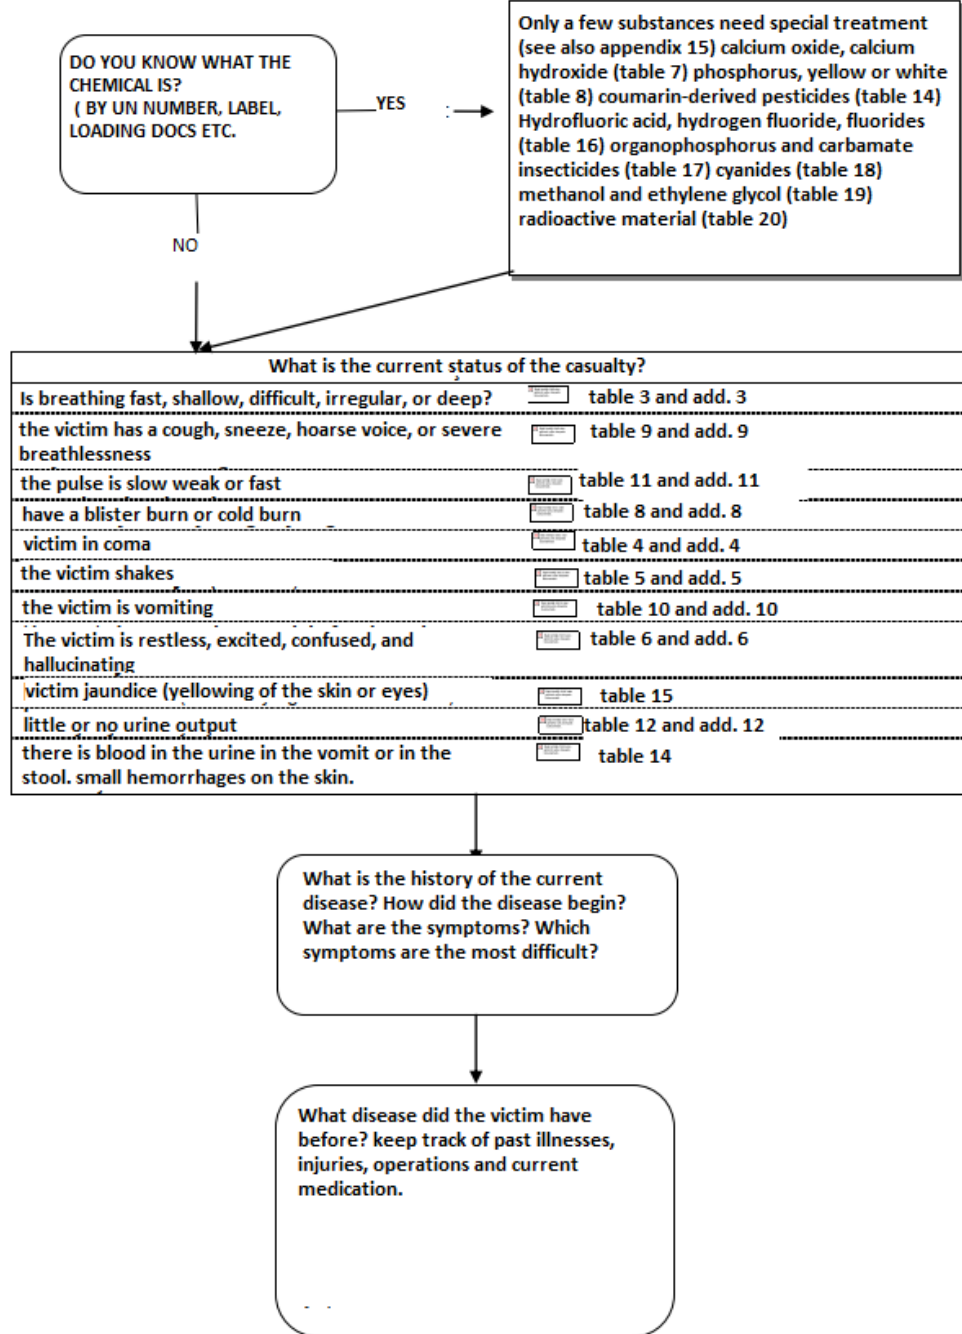 DO YOU KNOW WHAT THE
CHEMICAL IS?
( BY UN NUMBER, LABEL,
LOADING DOCS ETC.
YES :
Only a few substances need special treatment
(see also appendix 15) calcium oxide, calcium
hydroxide (table 7) phosphorus, yellow or white
(table 8) coumarin-derived pesticides (table 14)
Hydrofluoric acid, hydrogen fluoride, fluorides
(table 16) organophosphorus and carbamate
insecticides (table 17) cyanides (table 18)
methanol and ethylene glycol (table 19)
radioactive material (table 20)
NO
What is the current status of the casualty?
Is breathing fast, shallow, difficult, irregular, or deep? table 3 and add. 3
the victim has a cough, sneeze, hoarse voice, or severe table 9 and add. 9
breathlessness
the pulse is slow weak or fast table 11 and add. 11
have a blister burn or cold burn table 8 and add. 8
victim in coma table 4 and add. 4
the victim shakes table 5 and add. 5
the victim is vomiting table 10 and add. 10
The victim is restless, excited, confused, and table 6 and add. 6
hallucinating
victim jaundice (yellowing of the skin or eyes) table 15
little or no urine output table 12 and add. 12
there is blood in the urine in the vomit or in the table 14
stool. small hemorrhages on the skin.
What is the history of the current
disease? How did the disease begin?
What are the symptoms? Which
symptoms are the most difficult?
What disease did the victim have
before? keep track of past illnesses,
injuries, operations and current
medication.